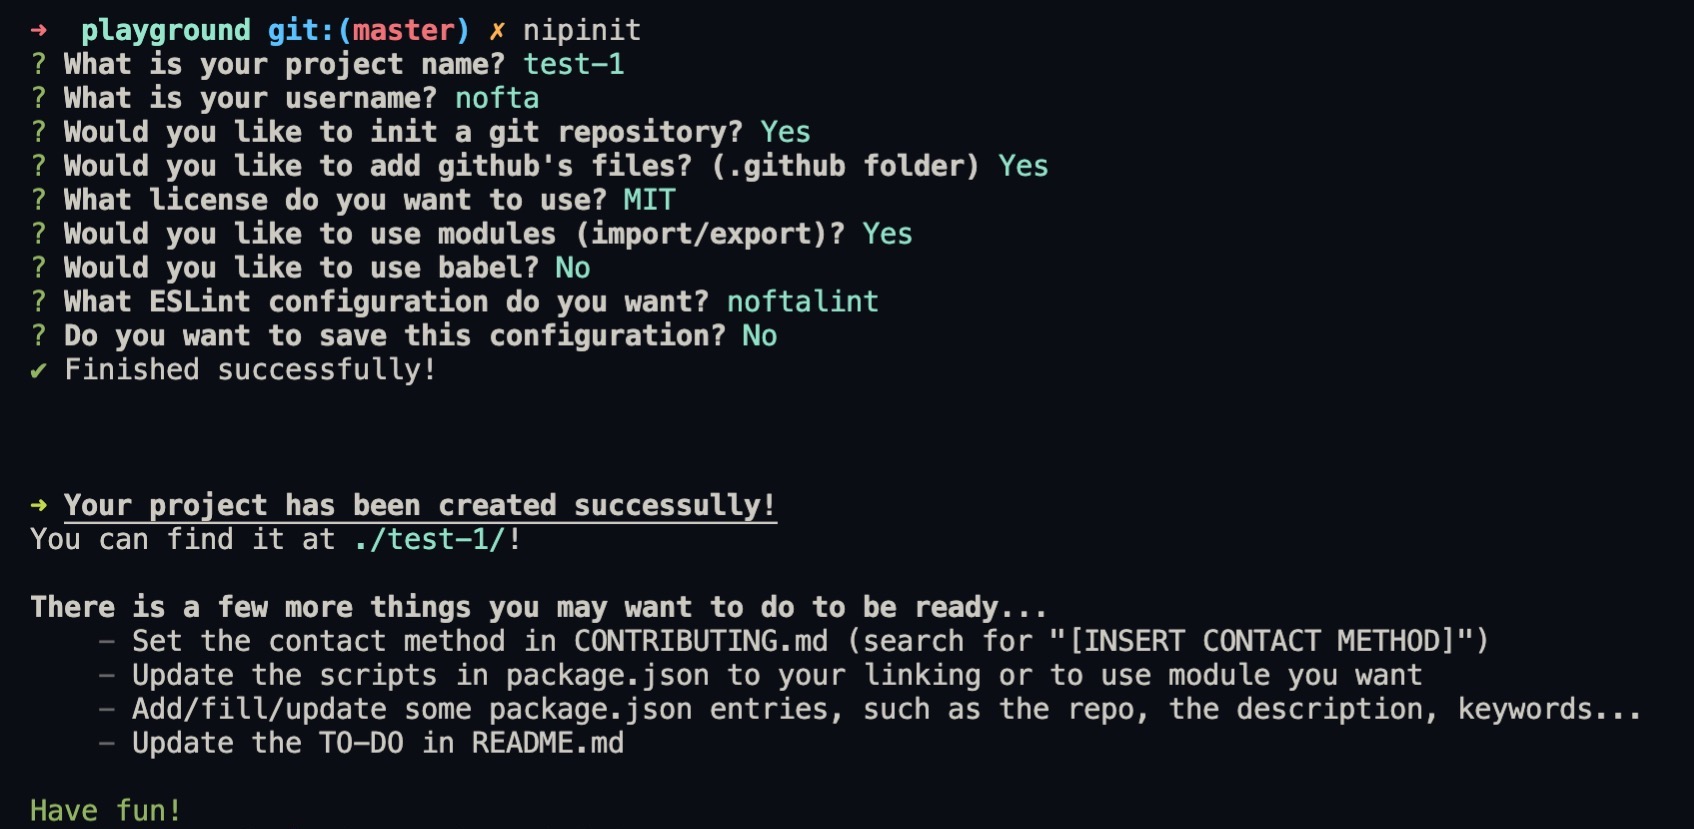 ➜  playground git:(master) ✗ nipinit
? What is your project name? test-1
? What is your username? nofta
? Would you like to init a git repository? Yes
? Would you like to add github's files? (.github folder) Yes
? What license do you want to use? MIT
? Would you like to use modules (import/export)? Yes
? Would you like to use babel? No
? What ESLint configuration do you want? noftalint
? Do you want to save this configuration? No
✔ Finished successfully!
➜ Your project has been created successully!
You can find it at ./test-1/!
There is a few more things you may want to do to be ready...
– Set the contact method in CONTRIBUTING.md (search for "[INSERT CONTACT METHOD]")
– Update the scripts in package.json to your linking or to use module you want
– Add/fill/update some package.json entries, such as the repo, the description, keywords...
– Update the TO-DO in README.md
Have fun!